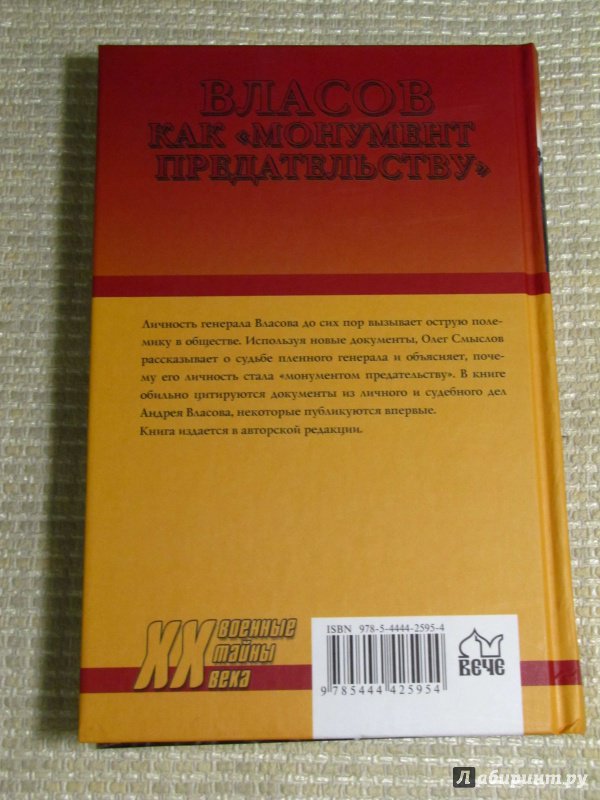 ВЛАСОВ
КАК «МОНУМЕНТ
ПРЕДАТЕЛЬСТВУ»
Личность генерала Власова до сих пор вызывает острую поле-
мику в обществе. Используя новые документы, Олег Смыслов
рассказывает о судьбе пленного генерала и объясняет, поче-
му его личность стала «монументом предательству». В книге
обильно цитируются документы из личного и судебного дел
Андрея Власова, некоторые публикуются впервые.
Книга издается в авторской редакции.
XX ВОЕННЫЕ
ТАЙНЫ
ВЕКА
ISBN 978-5-4444-2595-4
9 785444 425954
ВЕЧЕ
Лабиринт.ру